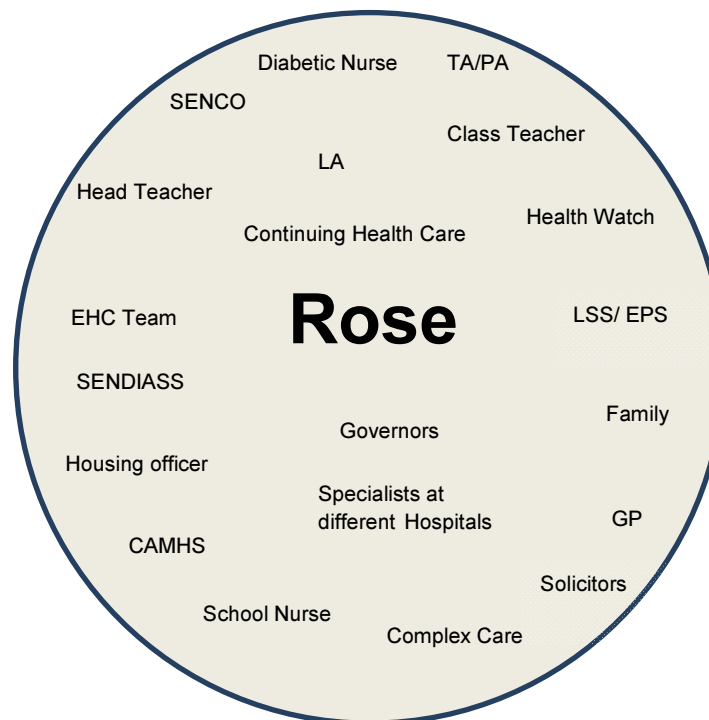 Diabetic Nurse
TA/PA
SENCO
Class Teacher
LA
Head Teacher
Health Watch
Continuing Health Care
Rose
EHC Team
LSS/ EPS
SENDIASS
Family
Governors
Housing officer
Specialists at
different Hospitals
GP
CAMHS
Solicitors
School Nurse
Complex Care